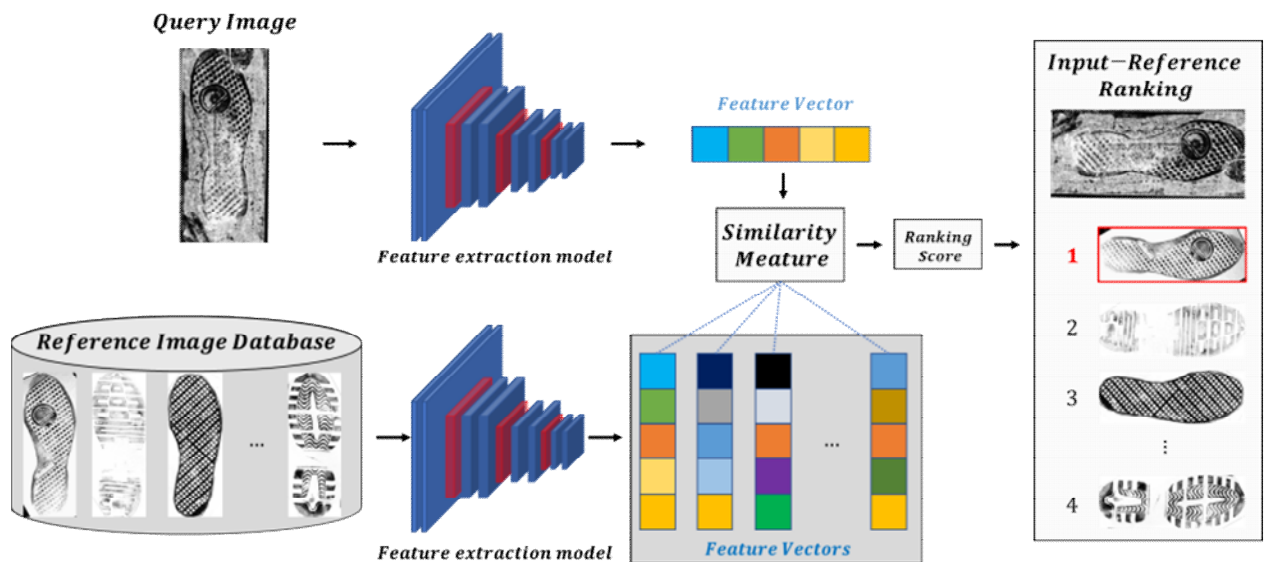 Query Image
Feature extraction model
Feature Vector
Similarity
Meature
Ranking
Score
Input−Reference
Ranking
1
2
3
⋮
4
Reference Image Database
...
Feature extraction model
...
Feature Vectors